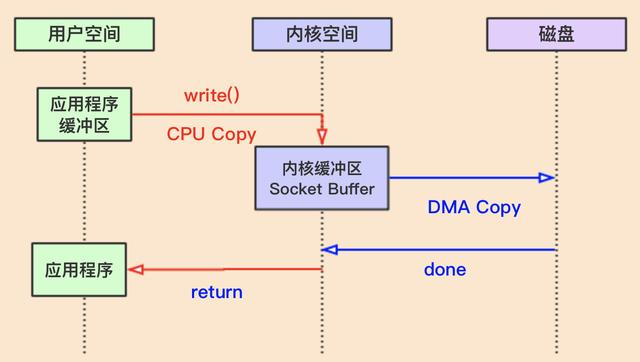 用户空间
内核空间
磁盘
应用程序
缓冲区
write()
CPU Copy
内核缓冲区
Socket Buffer
DMA Copy
应用程序
done
return